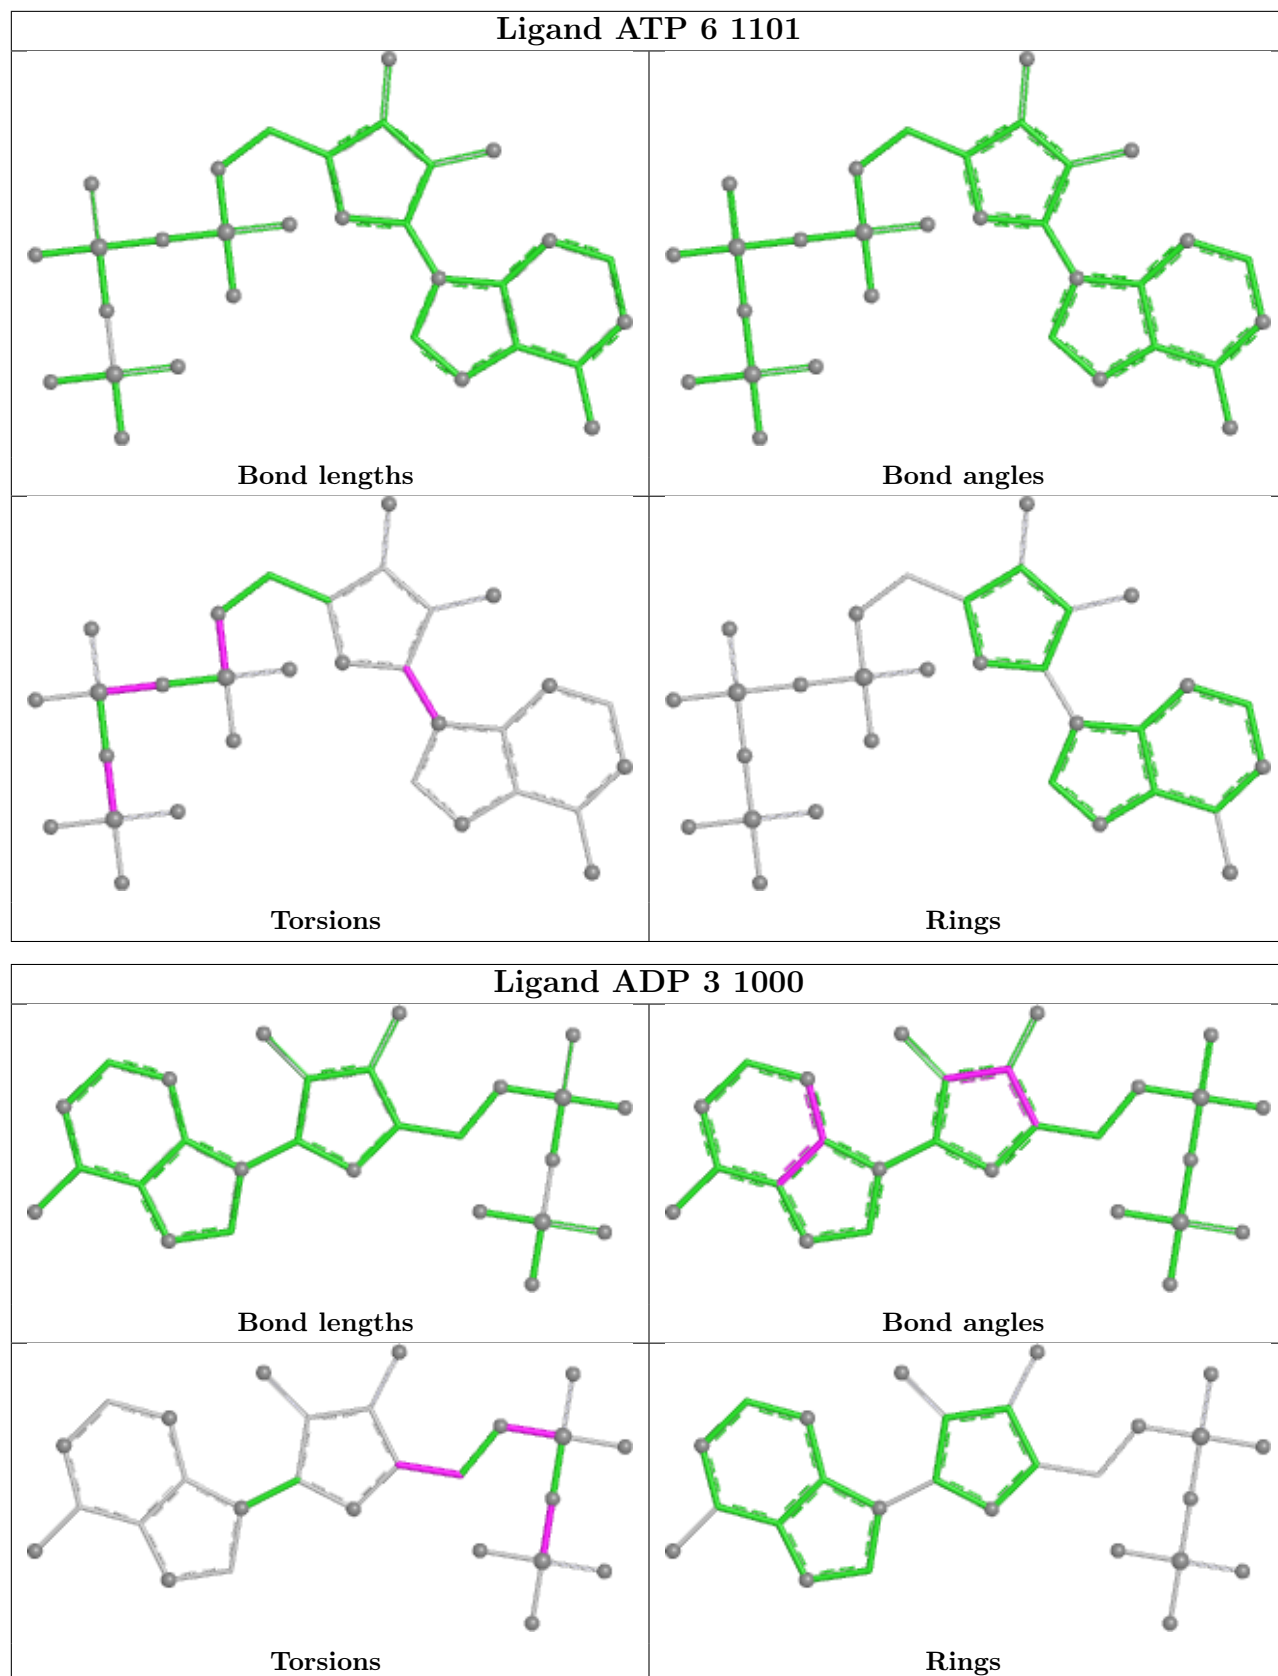 Ligand ATP 6 1101
Bond lengths
Bond angles
Torsions
Rings
Ligand ADP 3 1000
Bond lengths
Bond angles
Torsions
Rings